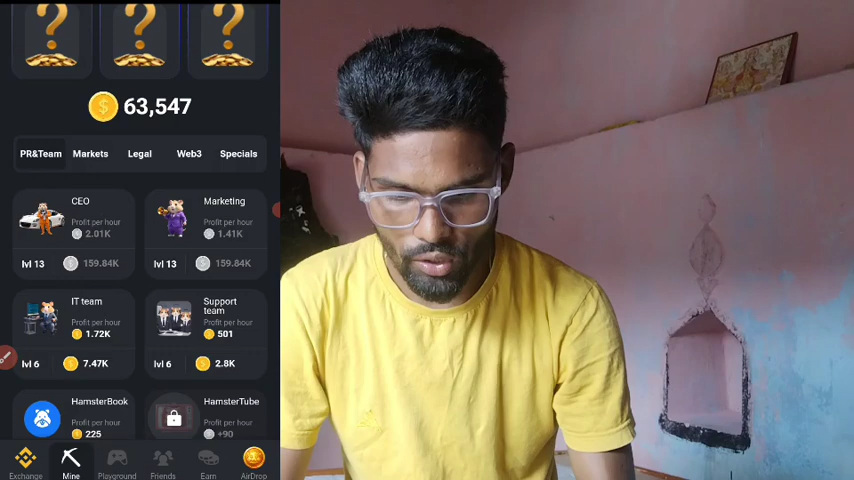 63,547
PR&Team Markets Legal Web3 Specials
CEO
Profit per hour
2.01K
lvl 13 159.84K
Marketing
Profit per hour
1.41K
lvl 13 159.84K
IT team
Profit per hour
1.72K
lvl 6 7.47K
Support
team
Profit per hour
501
lvl 6 2.8K
HamsterBook
Profit per hour
225
HamsterTube
Profit per hour
+90
Exchange Mine Playground Friends Earn AirDrop